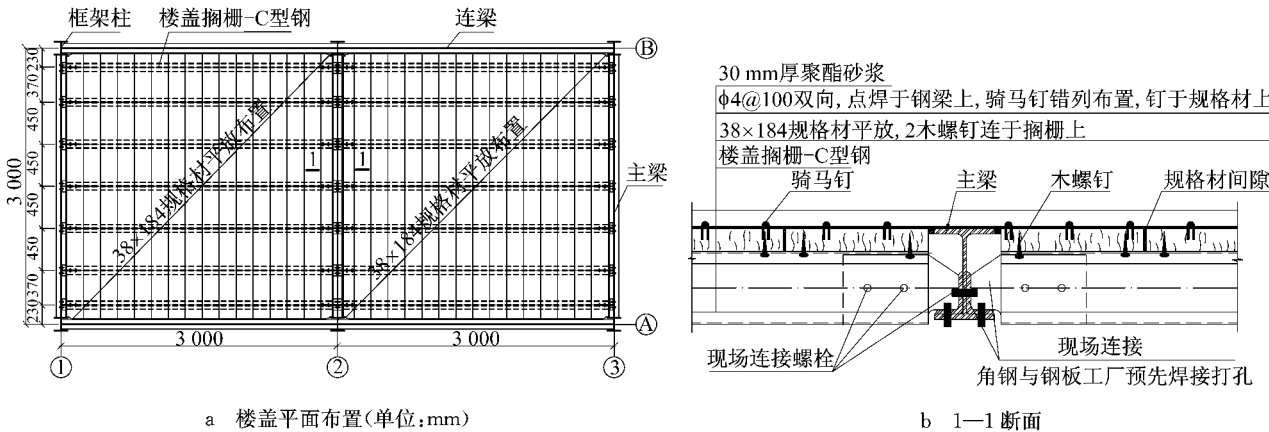 框架柱
楼盖搁栅-C型钢
连梁
B
230
370
450
450
450
450
370
230
3 000
38×184规格材平放布置
38×184规格材平放布置
1
1
主梁
A
3 000
3 000
1
2
3
a 楼盖平面布置(单位:mm)
30 mm厚聚酯砂浆
ϕ4@100双向,点焊于钢梁上,骑马钉错列布置,钉于规格材上
38×184规格材平放,2木螺钉连于搁栅上
楼盖搁栅-C型钢
骑马钉
主梁
木螺钉
规格材间隙
现场连接螺栓
现场连接
角钢与钢板工厂预先焊接打孔
b 1—1断面